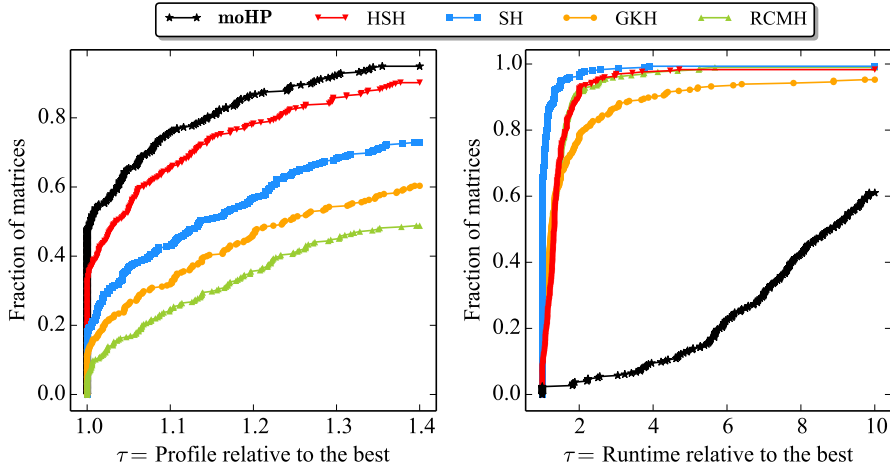 moHP HSH SH GKH RCMH
Fraction of matrices
0.8
0.6
0.4
0.2
0.0
1.0 1.1 1.2 1.3 1.4
τ = Profile relative to the best
Fraction of matrices
1.0
0.8
0.6
0.4
0.2
0.0
2 4 6 8 10
τ = Runtime relative to the best